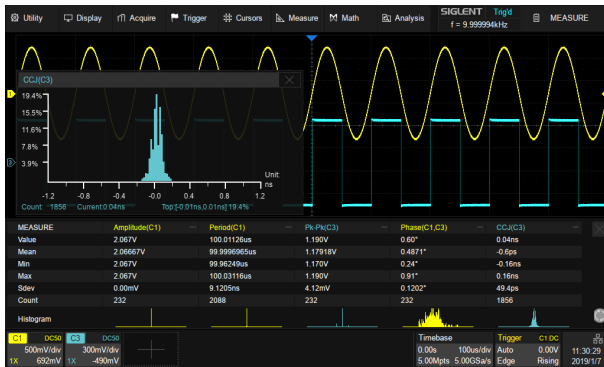 Utility Display Acquire Trigger Cursors Measure Math Analysis SIGLENT Trig'd MEASURE
f = 9.999994kHz
CCJ(C3)
19.4%
15.5%
11.6%
7.8%
3.9%
Unit:
ns
-1.2 -0.8 -0.4 -0.0 0.4 0.8 1.2
Count 1856 Current:0.04ns Top:[-0.01ns,0.01ns] 19.4%
1
3
MEASURE Amplitude(C1) Period(C1) Pk-Pk(C3) Phase(C1,C3) CCJ(C3)
Value 2.067V 100.01126us 1.190V 0.60° 0.04ns
Mean 2.06667V 99.9996965us 1.17918V 0.4871° -0.6ps
Min 2.067V 99.96249us 1.170V 0.24° -0.16ns
Max 2.067V 100.03116us 1.190V 0.91° 0.16ns
Sdev 0.00mV 9.1205ns 4.12mV 0.1202° 49.4ps
Count 232 2088 232 232 1856
Histogram
C1 DC50 C3 DC50 Timebase Trigger C1 DC
500mV/div 300mV/div 0.00s 100us/div Auto 0.00V 11:30:29
1X 692mV 1X -490mV 5.00Mpts 5.00GSa/s Edge Rising 2019/1/7